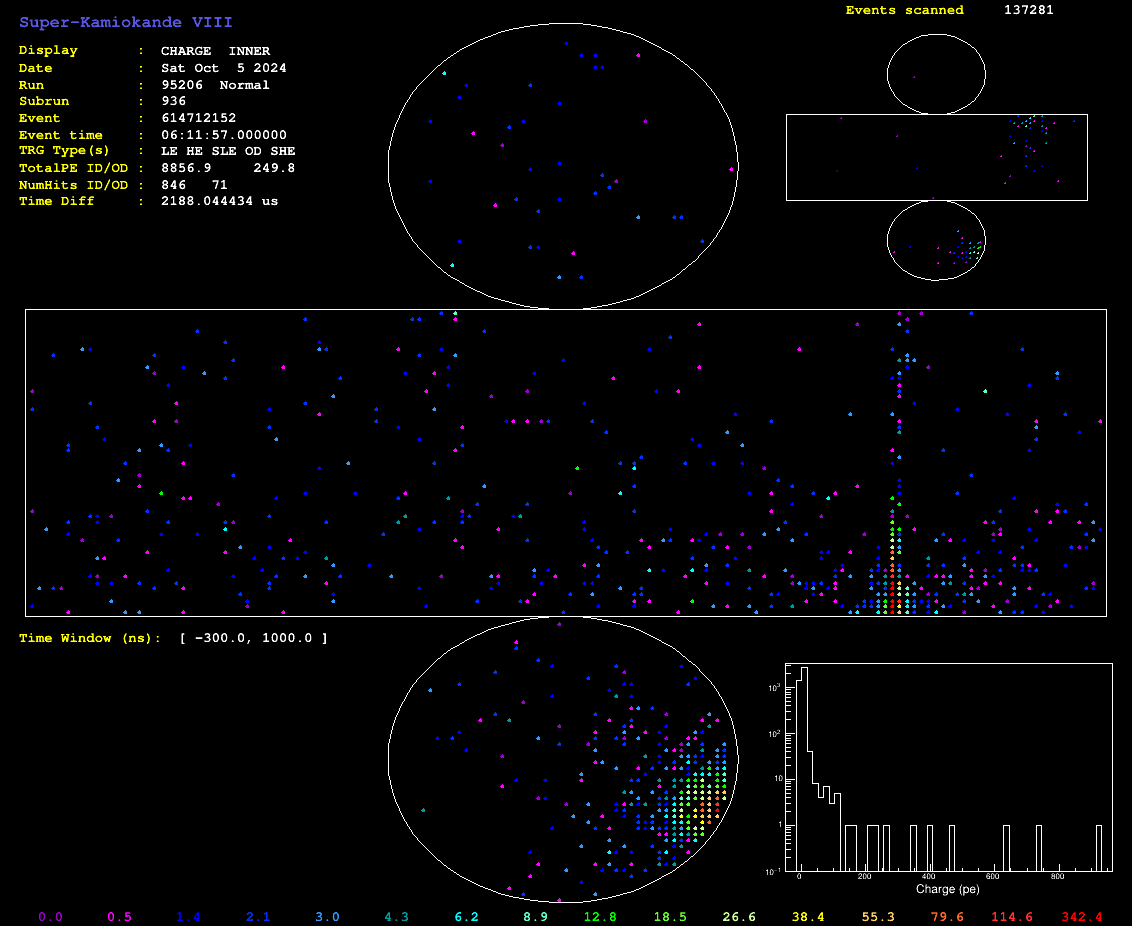 Super-Kamiokande VIII
Events scanned 137281
Display : CHARGE INNER
Date : Sat Oct 5 2024
Run : 95206 Normal
Subrun : 936
Event : 614712152
Event time : 06:11:57.000000
TRG Type(s) : LE HE SLE OD SHE
TotalPE ID/OD : 8856.9 249.8
NumHits ID/OD : 846 71
Time Diff : 2188.044434 us
Time Window (ns): [ -300.0, 1000.0 ]
10³
10²
10
1
10⁻¹
0 200 400 600 800
Charge (pe)
0.0 0.5 1.4 2.1 3.0 4.3 6.2 8.9 12.8 18.5 26.6 38.4 55.3 79.6 114.6 342.4